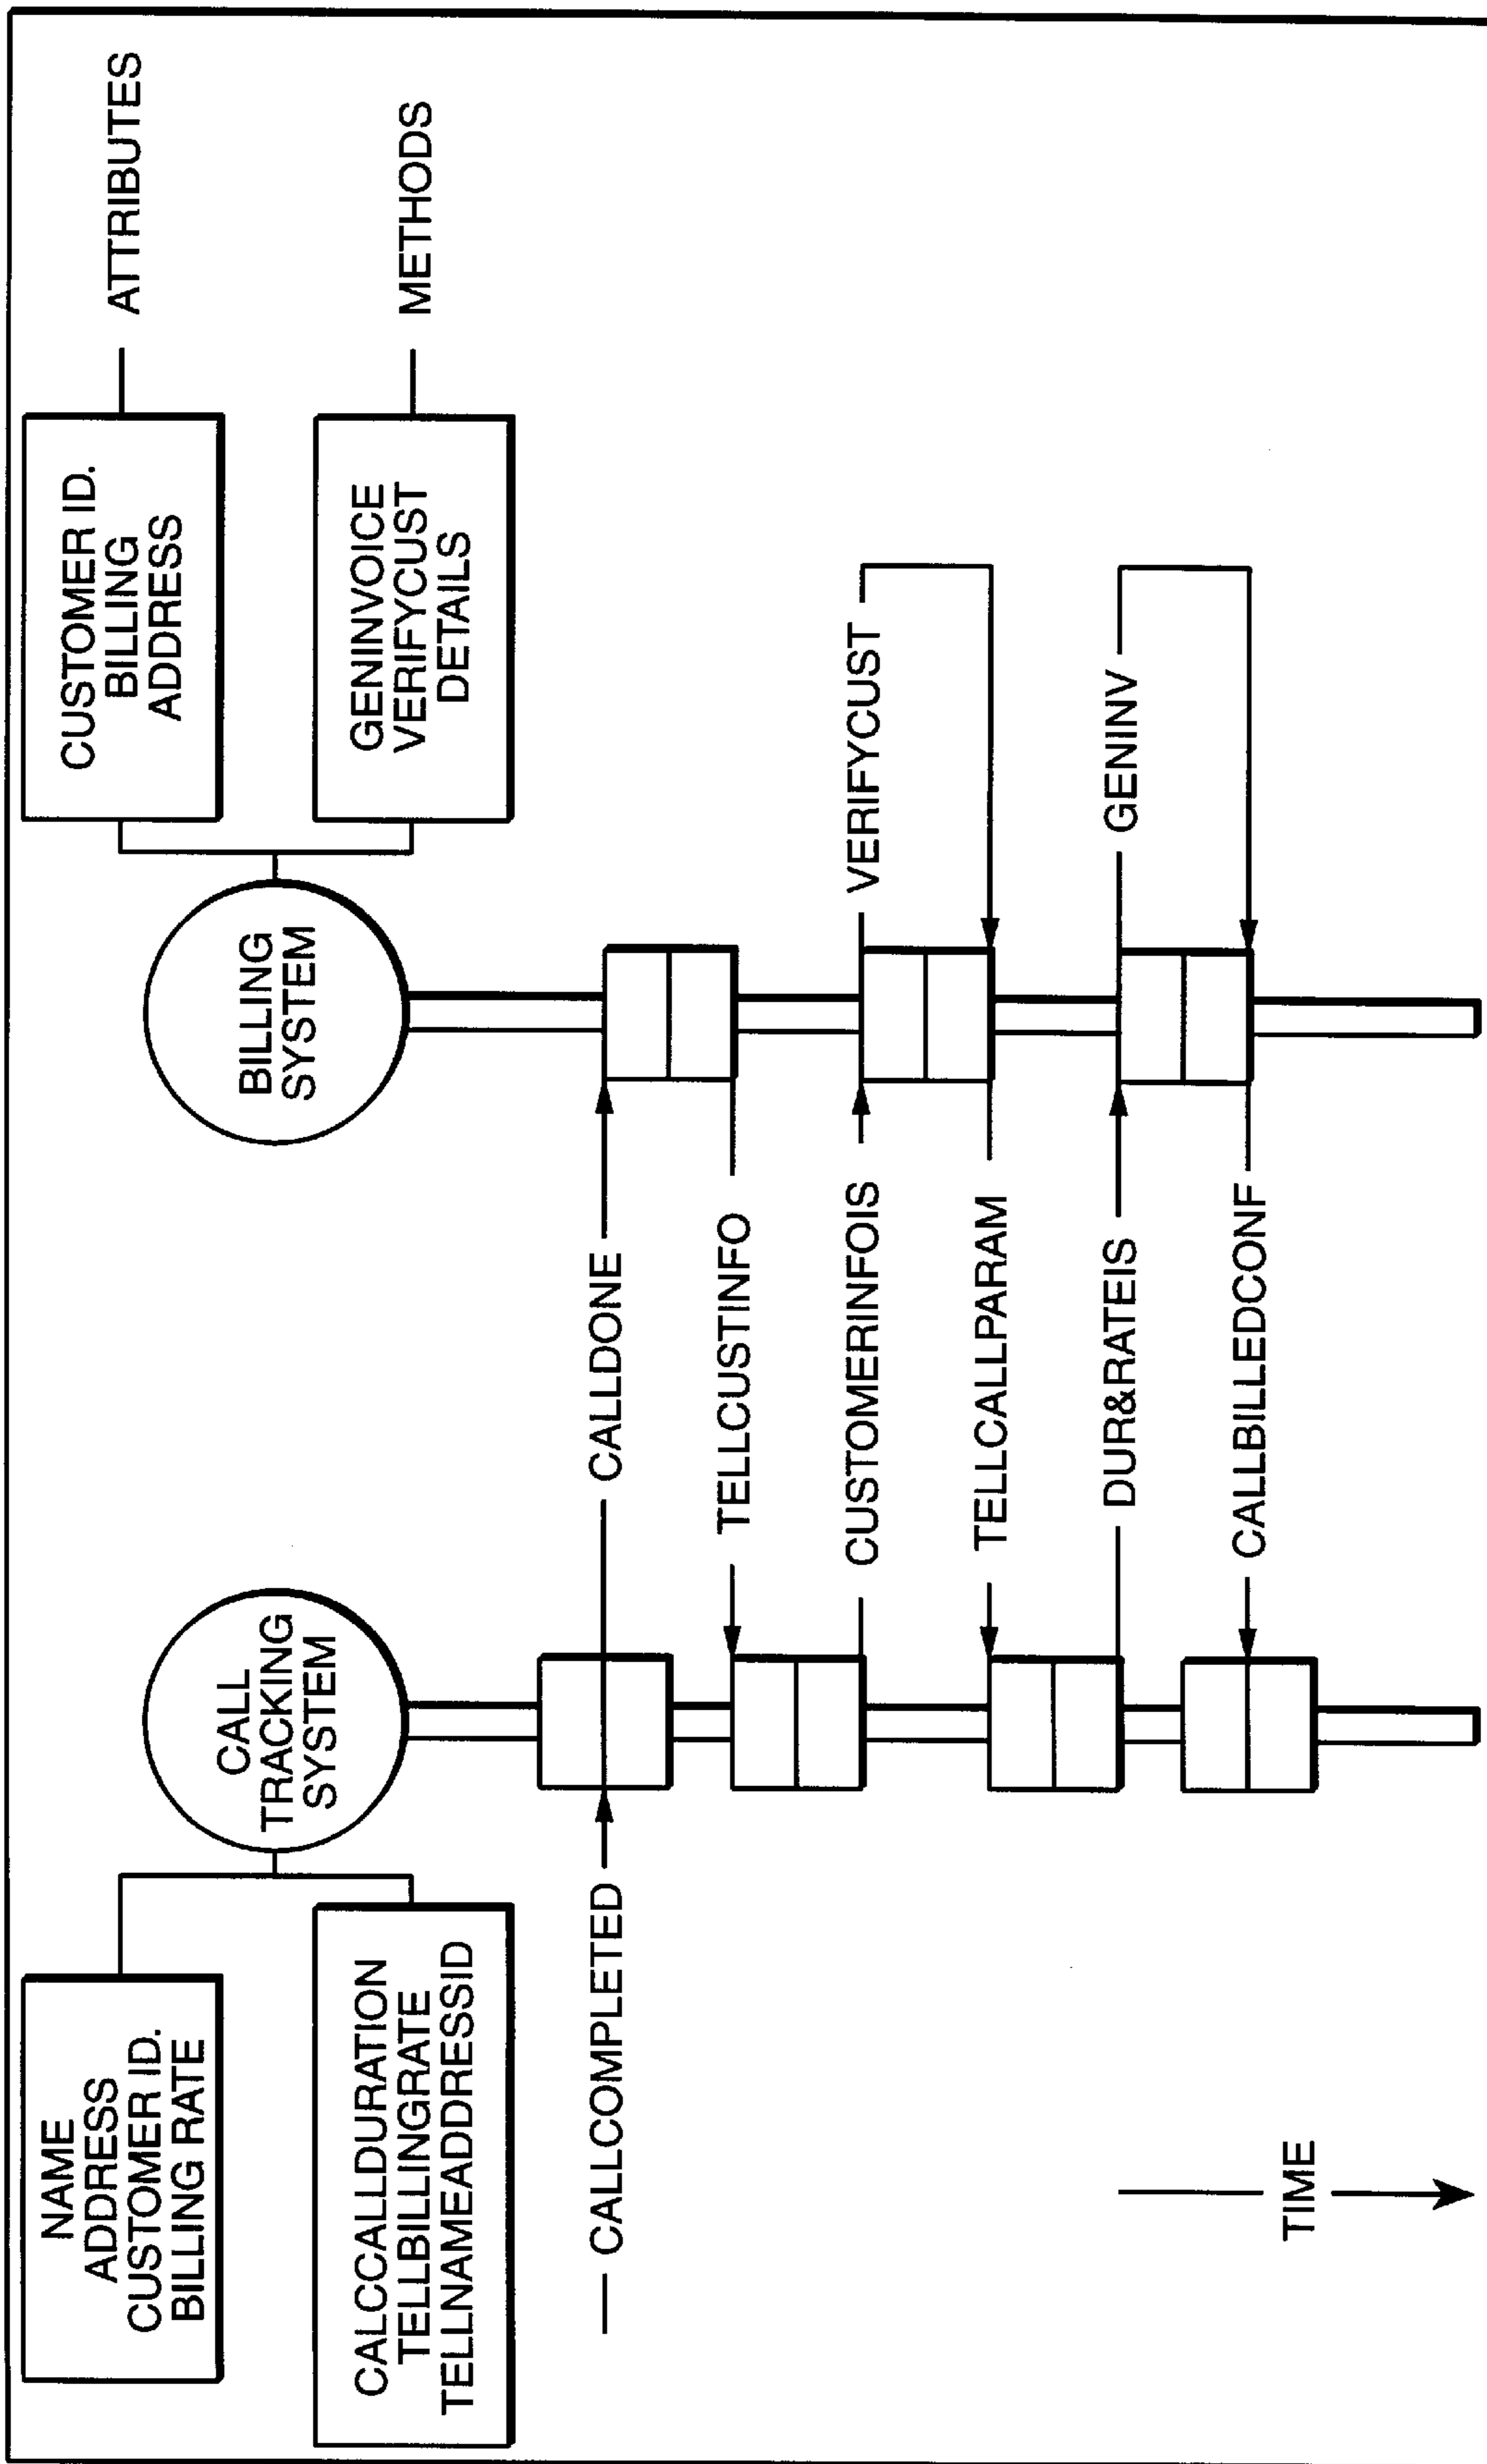 NAME
ADDRESS
CUSTOMER ID.
BILLING RATE
CALCCALLDURATION
TELLBILLINGRATE
TELLNAMEADDRESSID
CALL
TRACKING
SYSTEM
BILLING
SYSTEM
CUSTOMER ID.
BILLING
ADDRESS
ATTRIBUTES
GENINVOICE
VERIFYCUST
DETAILS
METHODS
CALLCOMPLETED
CALLDONE
TELLCUSTINFO
CUSTOMERINFOIS
VERIFYCUST
TELLCALLPARAM
DUR&RATEIS
GENINV
CALLBILLEDCONF
TIME